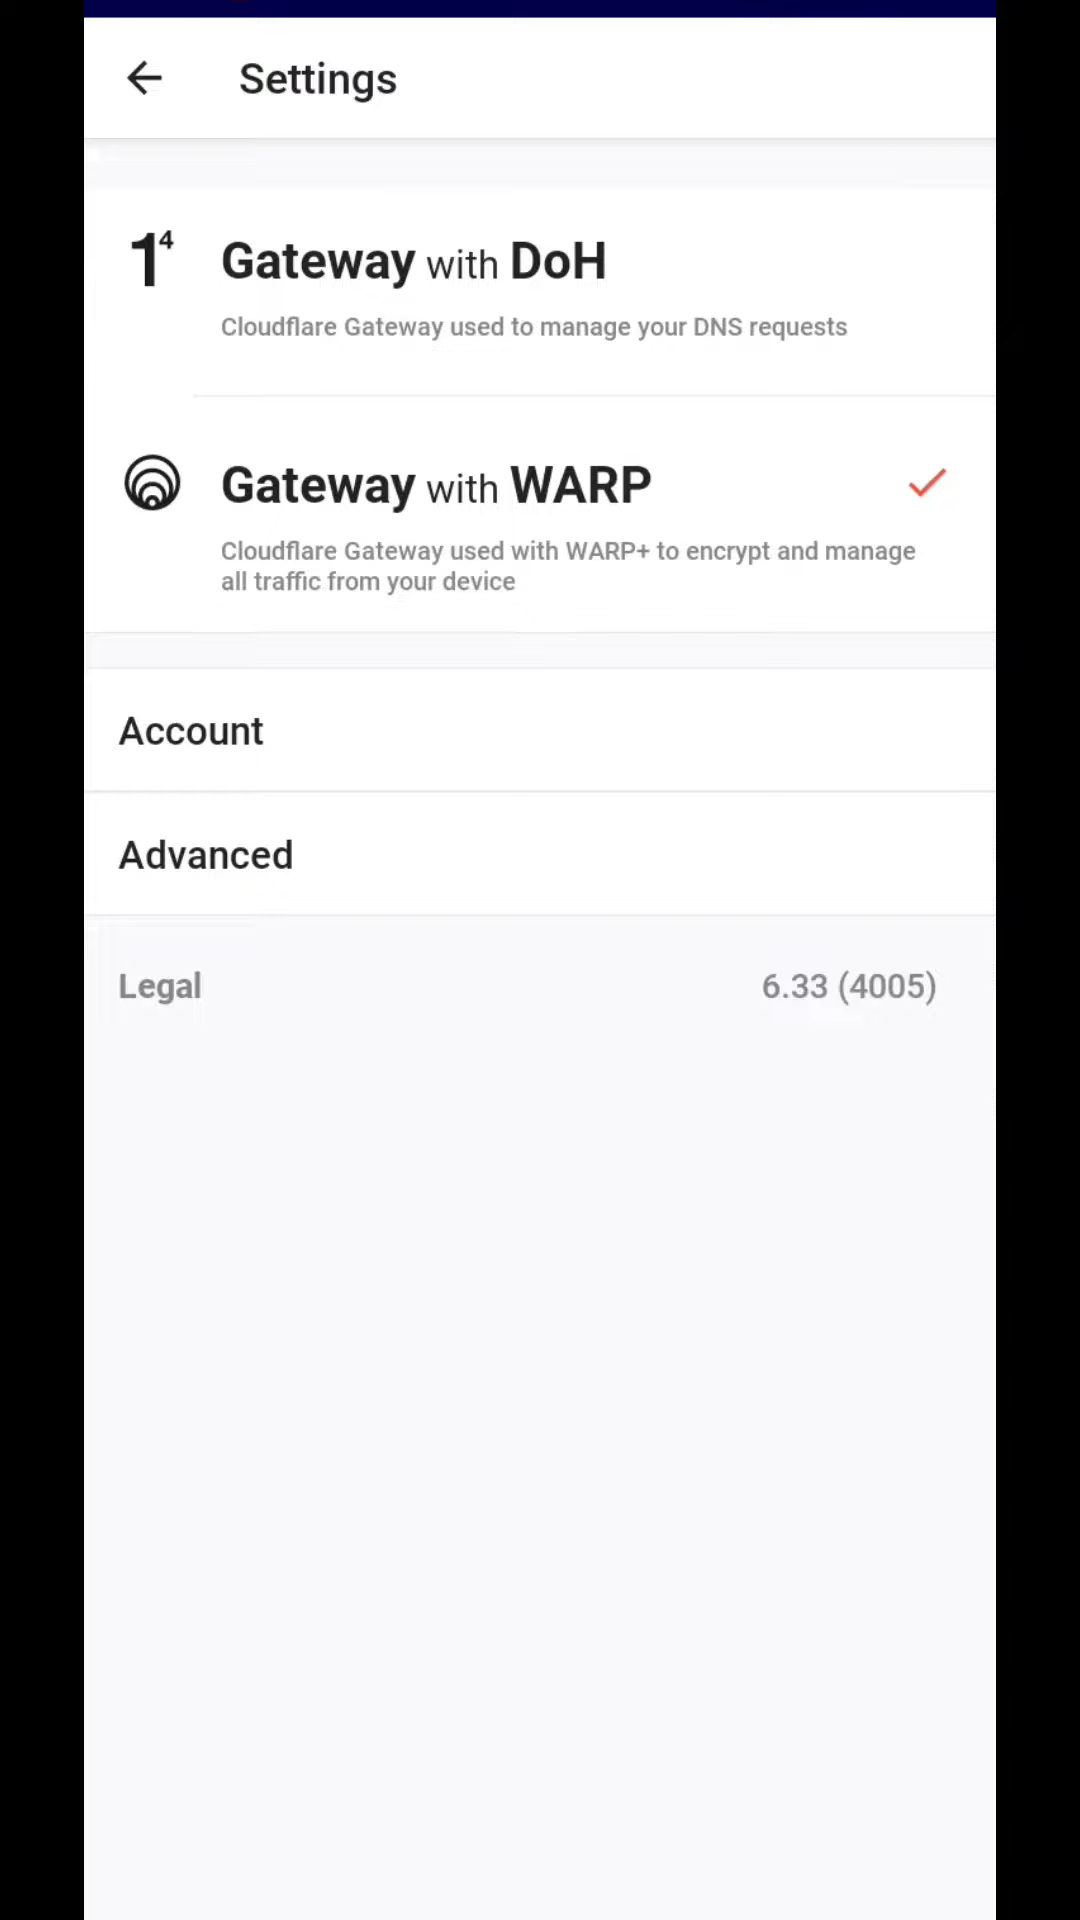 Settings
1⁴
Gateway with DoH
Cloudflare Gateway used to manage your DNS requests
Gateway with WARP
Cloudflare Gateway used with WARP+ to encrypt and manage
all traffic from your device
Account
Advanced
Legal 6.33 (4005)